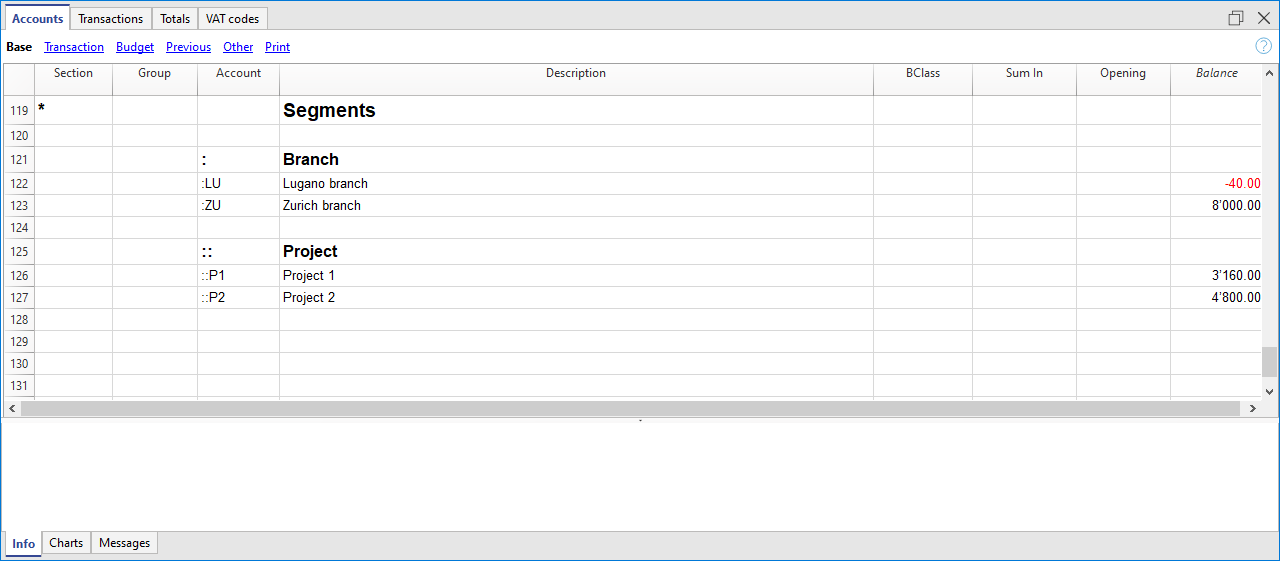 Accounts Transactions Totals VAT codes
Base Transaction Budget Previous Other Print ?
Section Group Account Description BClass Sum In Opening Balance
119 * Segments
120
121 : Branch
122 :LU Lugano branch -40.00
123 :ZU Zurich branch 8'000.00
124
125 :: Project
126 ::P1 Project 1 3'160.00
127 ::P2 Project 2 4'800.00
128
129
130
131
Info Charts Messages